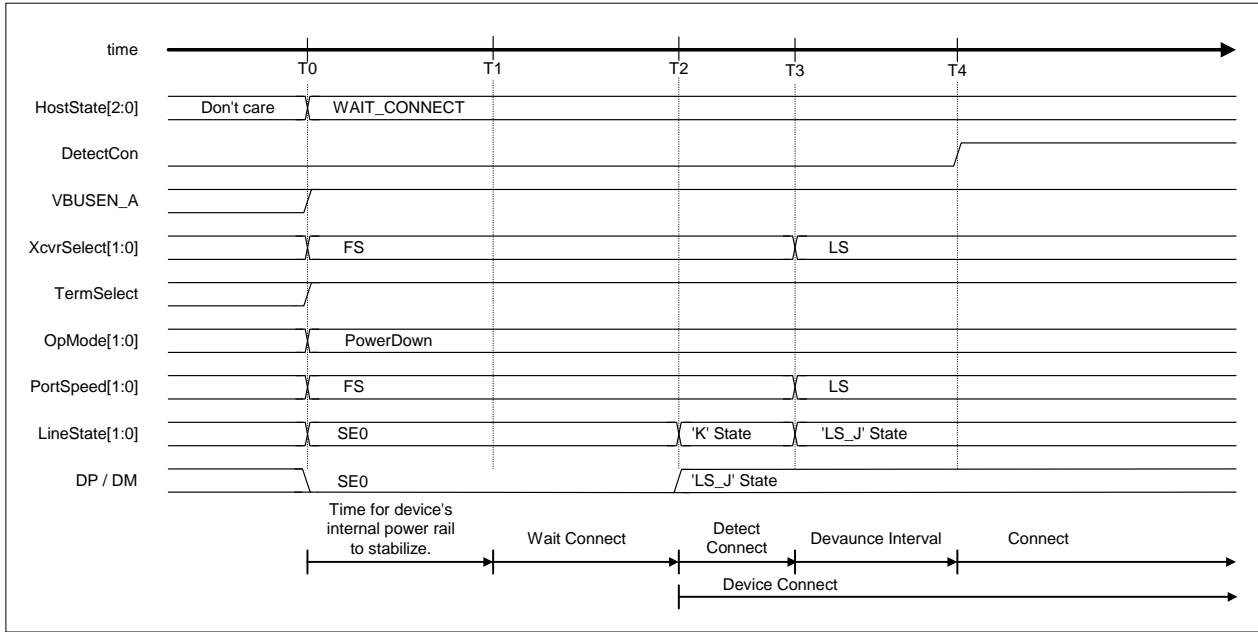 time
T0 T1 T2 T3 T4
HostState[2:0] Don't care WAIT_CONNECT
DetectCon
VBUSEN_A
XcvrSelect[1:0] FS LS
TermSelect
OpMode[1:0] PowerDown
PortSpeed[1:0] FS LS
LineState[1:0] SE0 'K' State 'LS_J' State
DP / DM SE0 'LS_J' State
Time for device's
internal power rail
to stabilize.
Wait Connect
Detect
Connect
Devaunce Interval
Connect
Device Connect